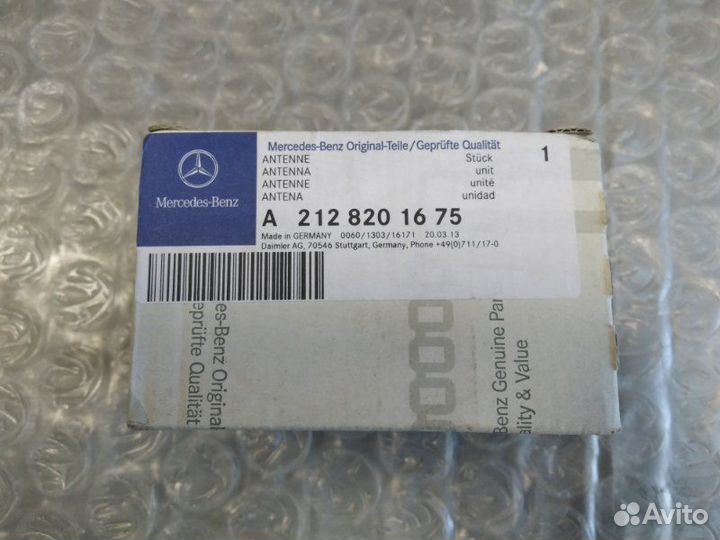 Mercedes-Benz
Mercedes-Benz Original-Teile/Geprüfte Qualität
ANTENNE Stück 1
ANTENNA unit
ANTENNE unité
ANTENA unidad
A 212 820 16 75
Made in GERMANY 0060/1303/16171 20.03.13
Daimler AG, 70546 Stuttgart, Germany, Phone +49(0)711/17-0
s-Benz Original
eprüfte Qualität
Benz Genuine Par
ality & Value
Avito